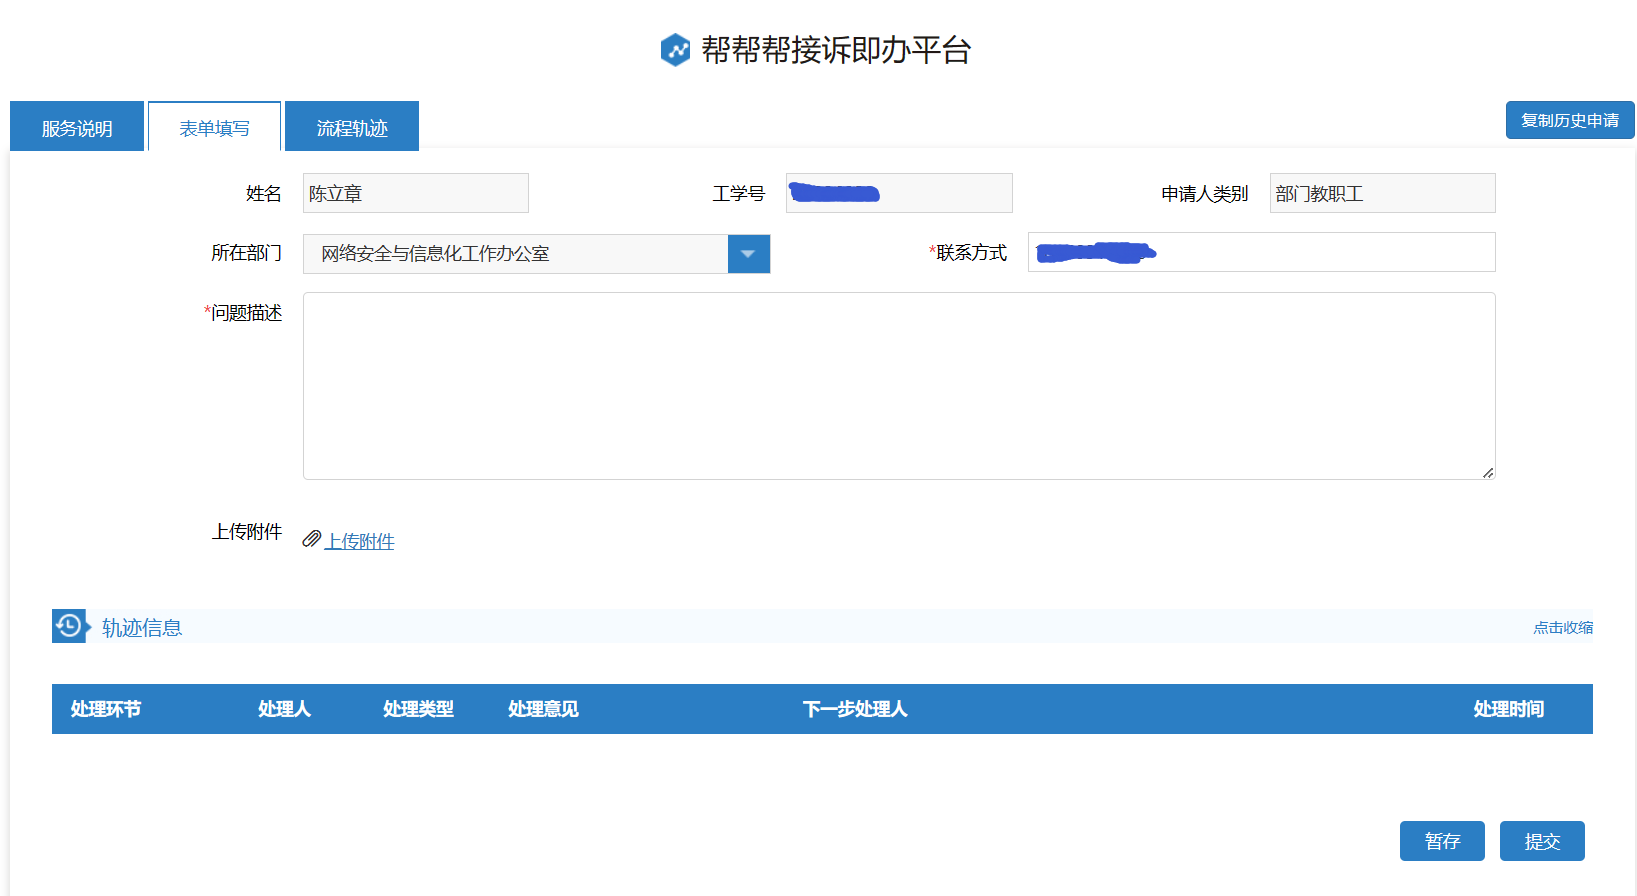 帮帮帮接诉即办平台
服务说明 表单填写 流程轨迹 复制历史申请
姓名 陈立章 工学号 申请人类别 部门教职工
所在部门 网络安全与信息化工作办公室 *联系方式
*问题描述
上传附件 上传附件
轨迹信息 点击收缩
处理环节 处理人 处理类型 处理意见 下一步处理人 处理时间
暂存 提交